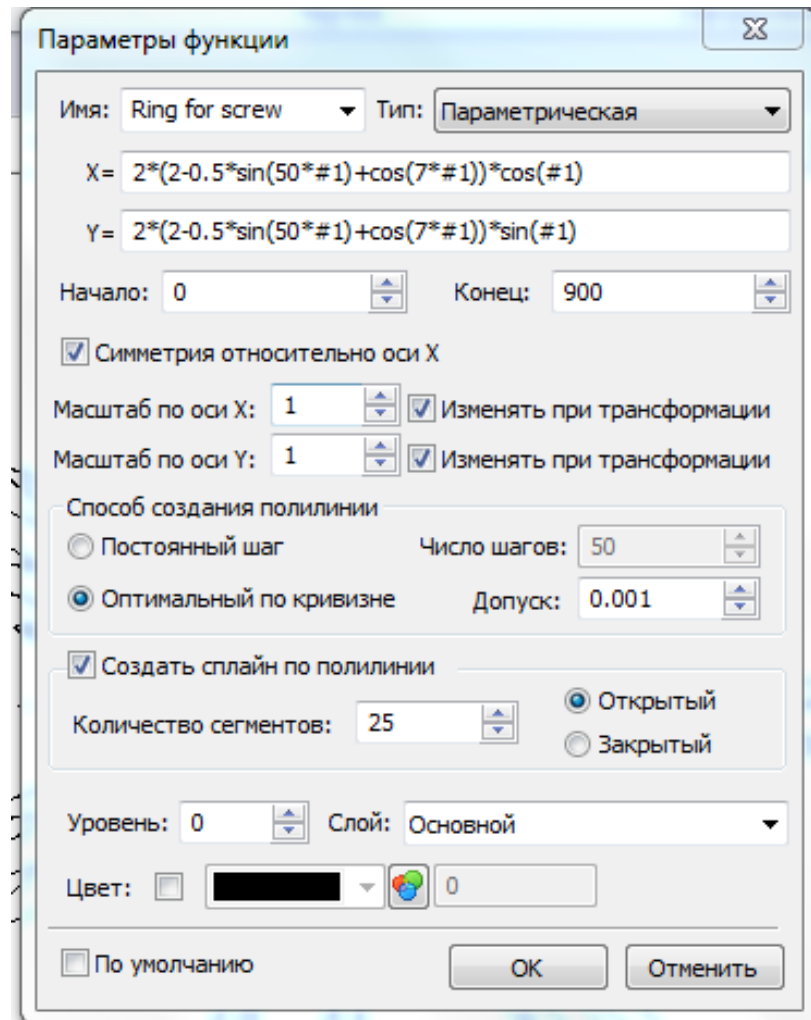 Параметры функции
Имя: Ring for screw Тип: Параметрическая
X= 2*(2-0.5*sin(50*#1)+cos(7*#1))*cos(#1)
Y= 2*(2-0.5*sin(50*#1)+cos(7*#1))*sin(#1)
Начало: 0 Конец: 900
Симметрия относительно оси X
Масштаб по оси X: 1 Изменять при трансформации
Масштаб по оси Y: 1 Изменять при трансформации
Способ создания полилинии
Постоянный шаг Число шагов: 50
Оптимальный по кривизне Допуск: 0.001
Создать сплайн по полилинии
Количество сегментов: 25 Открытый
Закрытый
Уровень: 0 Слой: Основной
Цвет: 0
По умолчанию OK Отменить